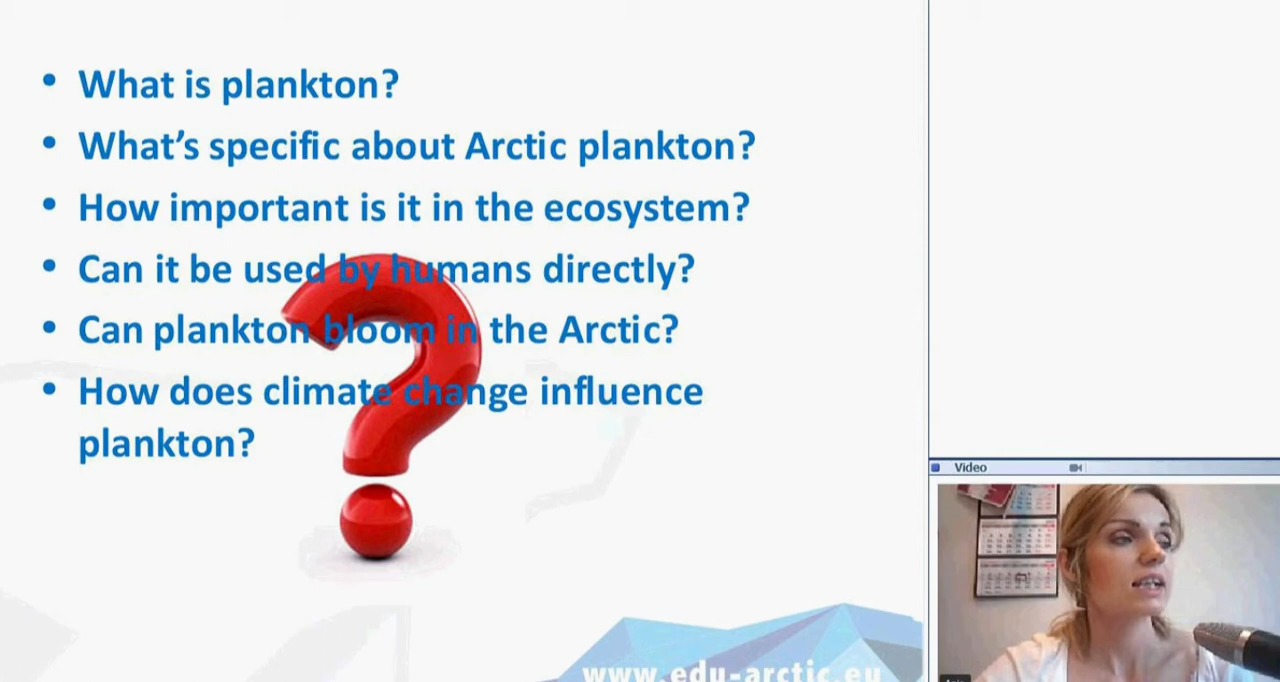 • What is plankton?
• What’s specific about Arctic plankton?
• How important is it in the ecosystem?
• Can it be used by humans directly?
• Can plankton bloom in the Arctic?
• How does climate change influence
plankton?
www.edu-arctic.eu
Video